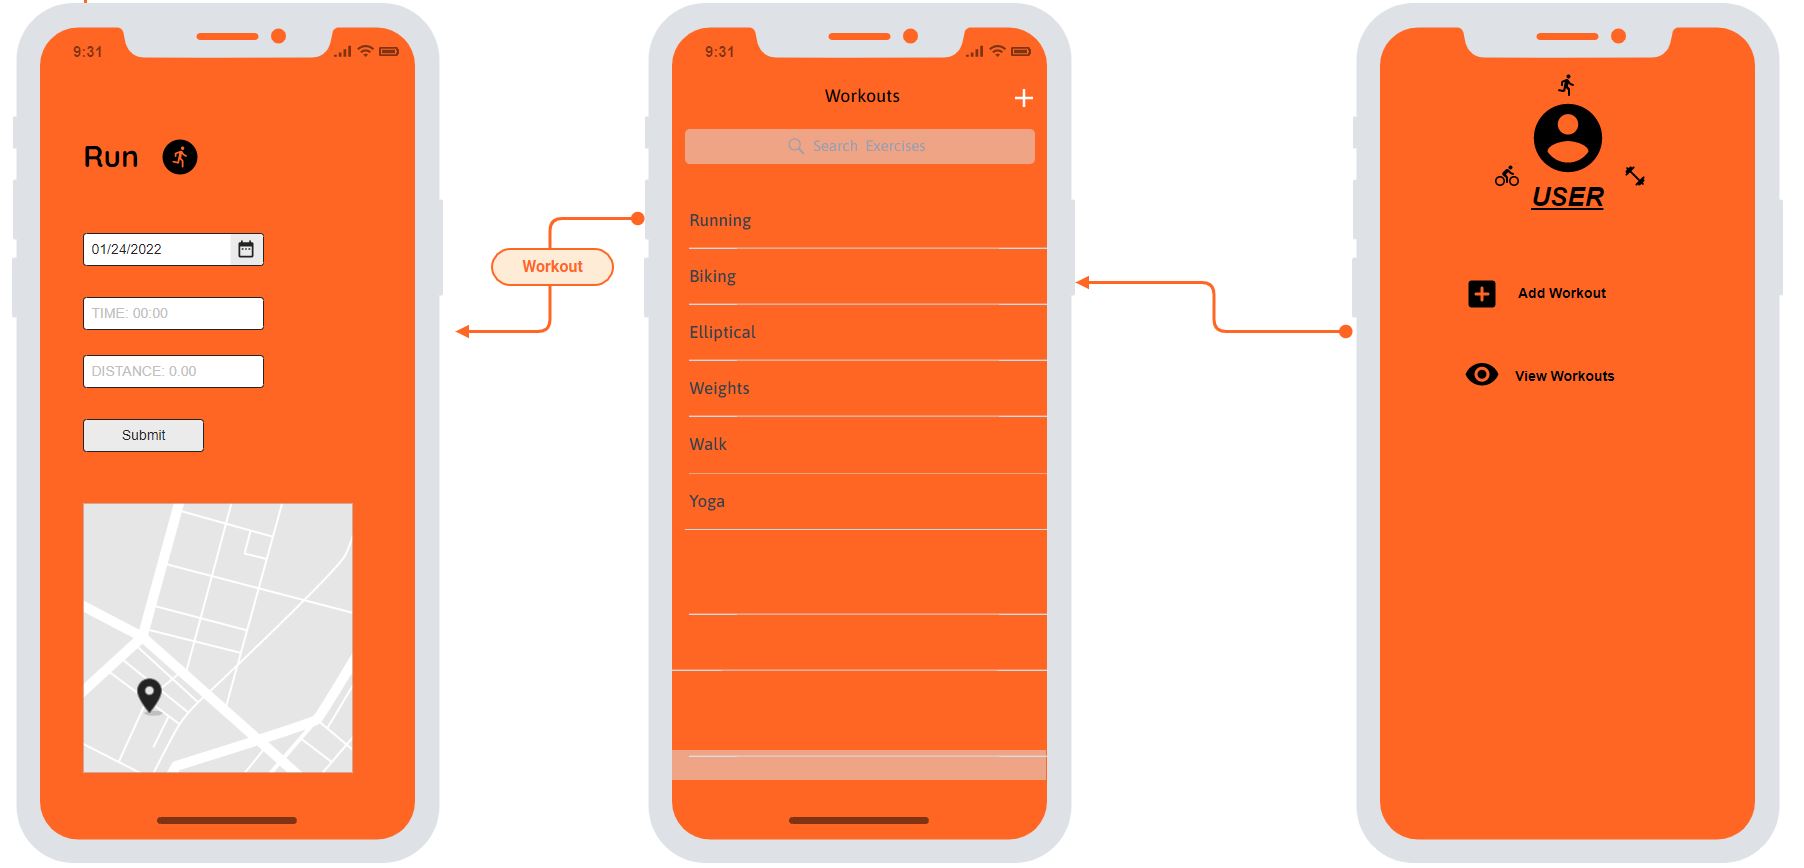 9:31
Run
01/24/2022
TIME: 00:00
DISTANCE: 0.00
Submit
Workout
9:31
Workouts
Search Exercises
Running
Biking
Elliptical
Weights
Walk
Yoga
USER
Add Workout
View Workouts